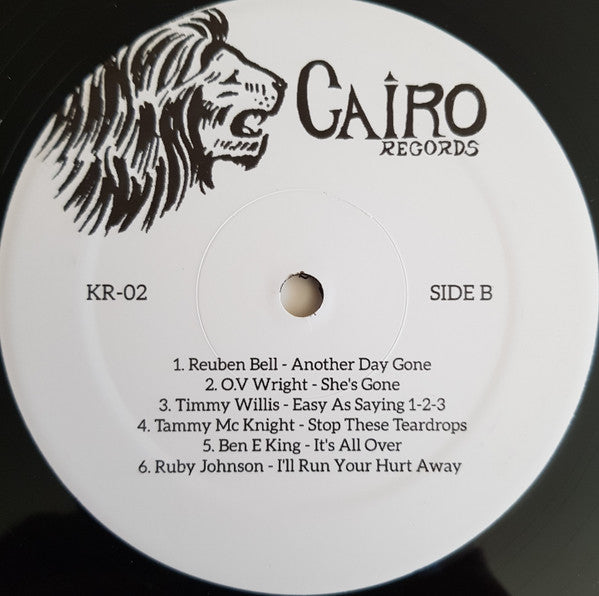 CAIRO
RECORDS
KR-02
SIDE B
1. Reuben Bell - Another Day Gone
2. O.V Wright - She's Gone
3. Timmy Willis - Easy As Saying 1-2-3
4. Tammy Mc Knight - Stop These Teardrops
5. Ben E King - It's All Over
6. Ruby Johnson - I'll Run Your Hurt Away